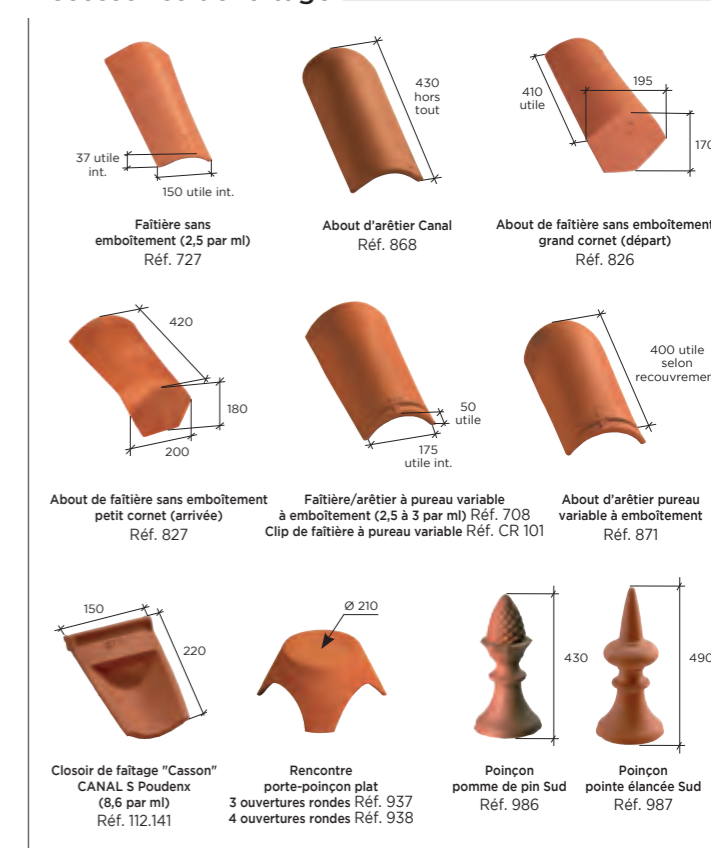 430
hors
tout
410
utile
195
170
37 utile
int.
150 utile int.
Faîtière sans
emboîtement (2,5 par ml)
Réf. 727
About d'arêtier Canal
Réf. 868
About de faîtière sans emboîtement
grand cornet (départ)
Réf. 826
420
180
200
50
utile
175
utile int.
400 utile
selon
recouvremen
About de faîtière sans emboîtement
petit cornet (arrivée)
Réf. 827
Faîtière/arêtier à pureau variable
à emboîtement (2,5 à 3 par ml) Réf. 708
Clip de faîtière à pureau variable Réf. CR 101
About d'arêtier pureau
variable à emboîtement
Réf. 871
150
220
Ø 210
430
490
Closoir de faîtage "Casson"
CANAL S Poudenx
(8,6 par ml)
Réf. 112.141
Rencontre
porte-poinçon plat
3 ouvertures rondes Réf. 937
4 ouvertures rondes Réf. 938
Poinçon
pomme de pin Sud
Réf. 986
Poinçon
pointe élancée Sud
Réf. 987